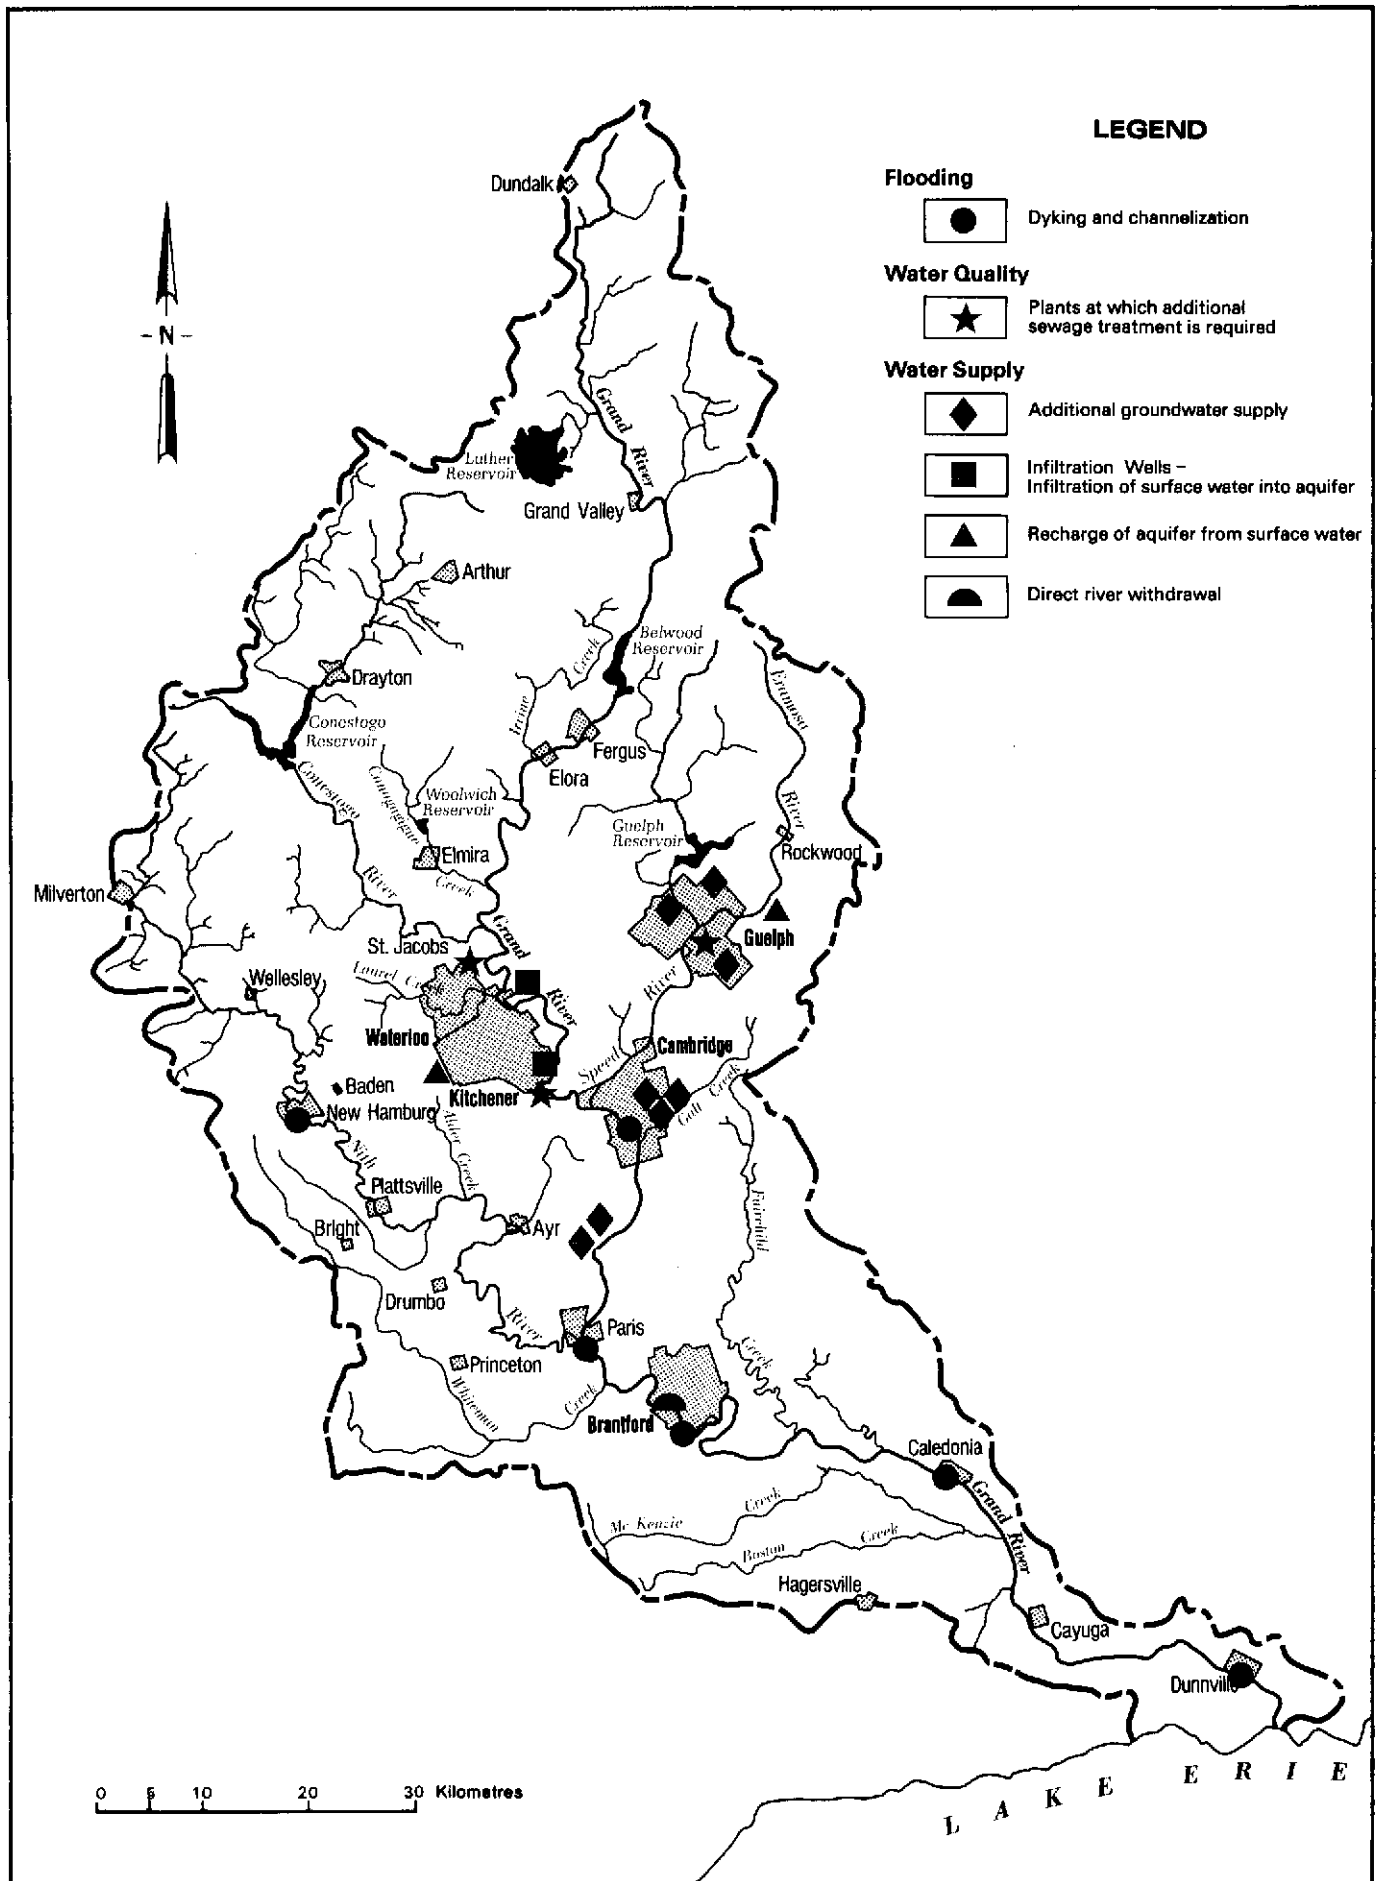 LEGEND
Flooding
Dyking and channelization
Water Quality
Plants at which additional
sewage treatment is required
Water Supply
Additional groundwater supply
Infiltration Wells –
Infiltration of surface water into aquifer
Recharge of aquifer from surface water
Direct river withdrawal
- N -
Dundalk
Grand River
Luther
Reservoir
Grand Valley
Arthur
Belwood
Reservoir
Irvine Creek
Eramosa River
Drayton
Conestogo
Reservoir
Fergus
Elora
Conestogo River
Canagagigue Creek
Woolwich
Reservoir
Guelph
Reservoir
Rockwood
Elmira
Milverton
Grand River
Guelph
St. Jacobs
Laurel Creek
Wellesley
Waterloo
Speed River
Cambridge
Baden
Kitchener
Galt Creek
New Hamburg
Alder Creek
Nith River
Plattsville
Fairchild Creek
Bright
Ayr
Drumbo
Paris
Princeton
Whiteman Creek
Brantford
Caledonia
Grand River
Mc Kenzie Creek
Boston Creek
Hagersville
Cayuga
Dunnville
0 5 10 20 30 Kilometres
LAKE ERIE